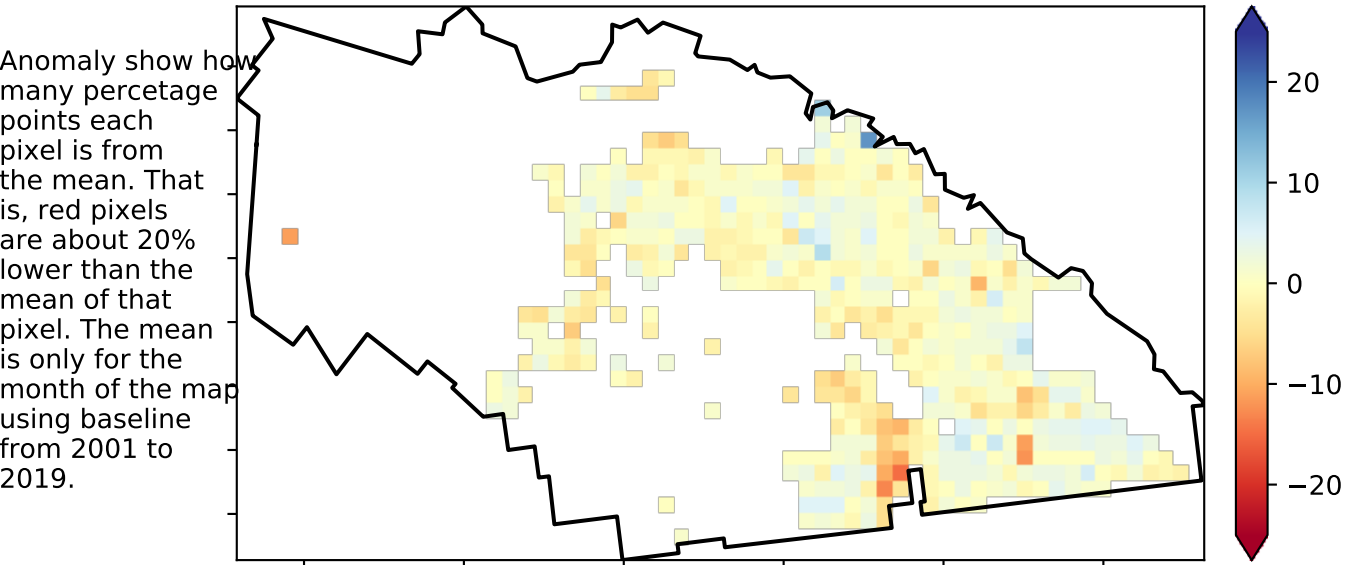 Anomaly show how
many percetage
points each
pixel is from
the mean. That
is, red pixels
are about 20%
lower than the
mean of that
pixel. The mean
is only for the
month of the map
using baseline
from 2001 to
2019.
20
10
0
−10
−20